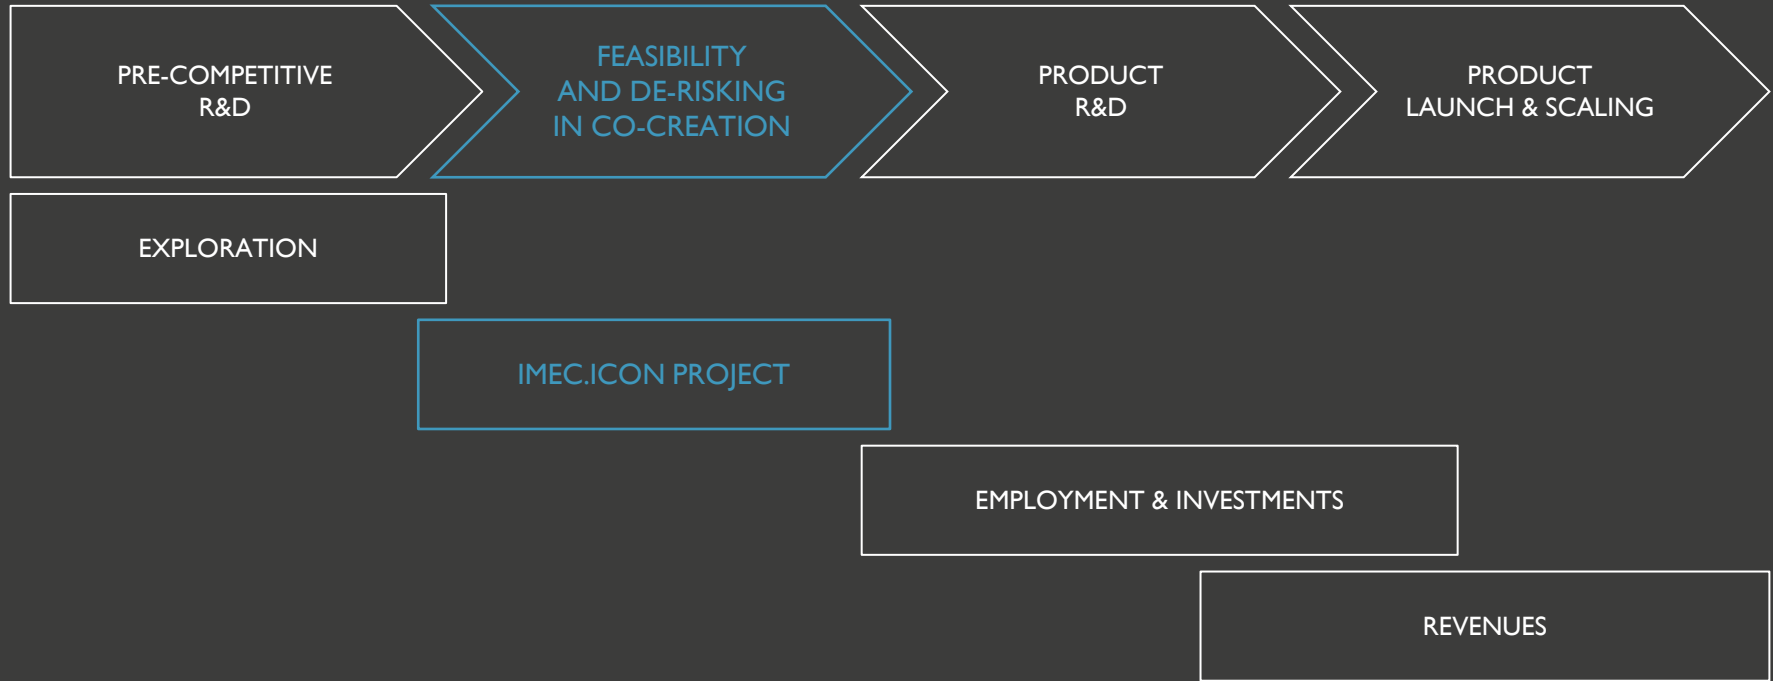 PRE-COMPETITIVE
R&D
FEASIBILITY
AND DE-RISKING
IN CO-CREATION
PRODUCT
R&D
PRODUCT
LAUNCH & SCALING
EXPLORATION
IMEC.ICON PROJECT
EMPLOYMENT & INVESTMENTS
REVENUES